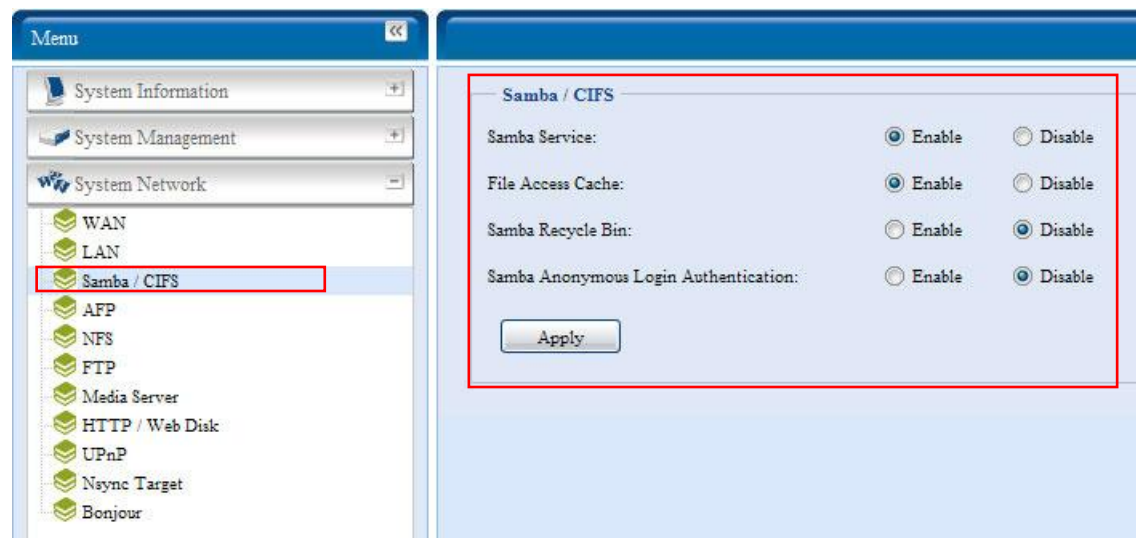 Menu
System Information
System Management
System Network
WAN
LAN
Samba / CIFS
AFP
NFS
FTP
Media Server
HTTP / Web Disk
UPnP
Nsync Target
Bonjour
Samba / CIFS
Samba Service: Enable Disable
File Access Cache: Enable Disable
Samba Recycle Bin: Enable Disable
Samba Anonymous Login Authentication: Enable Disable
Apply